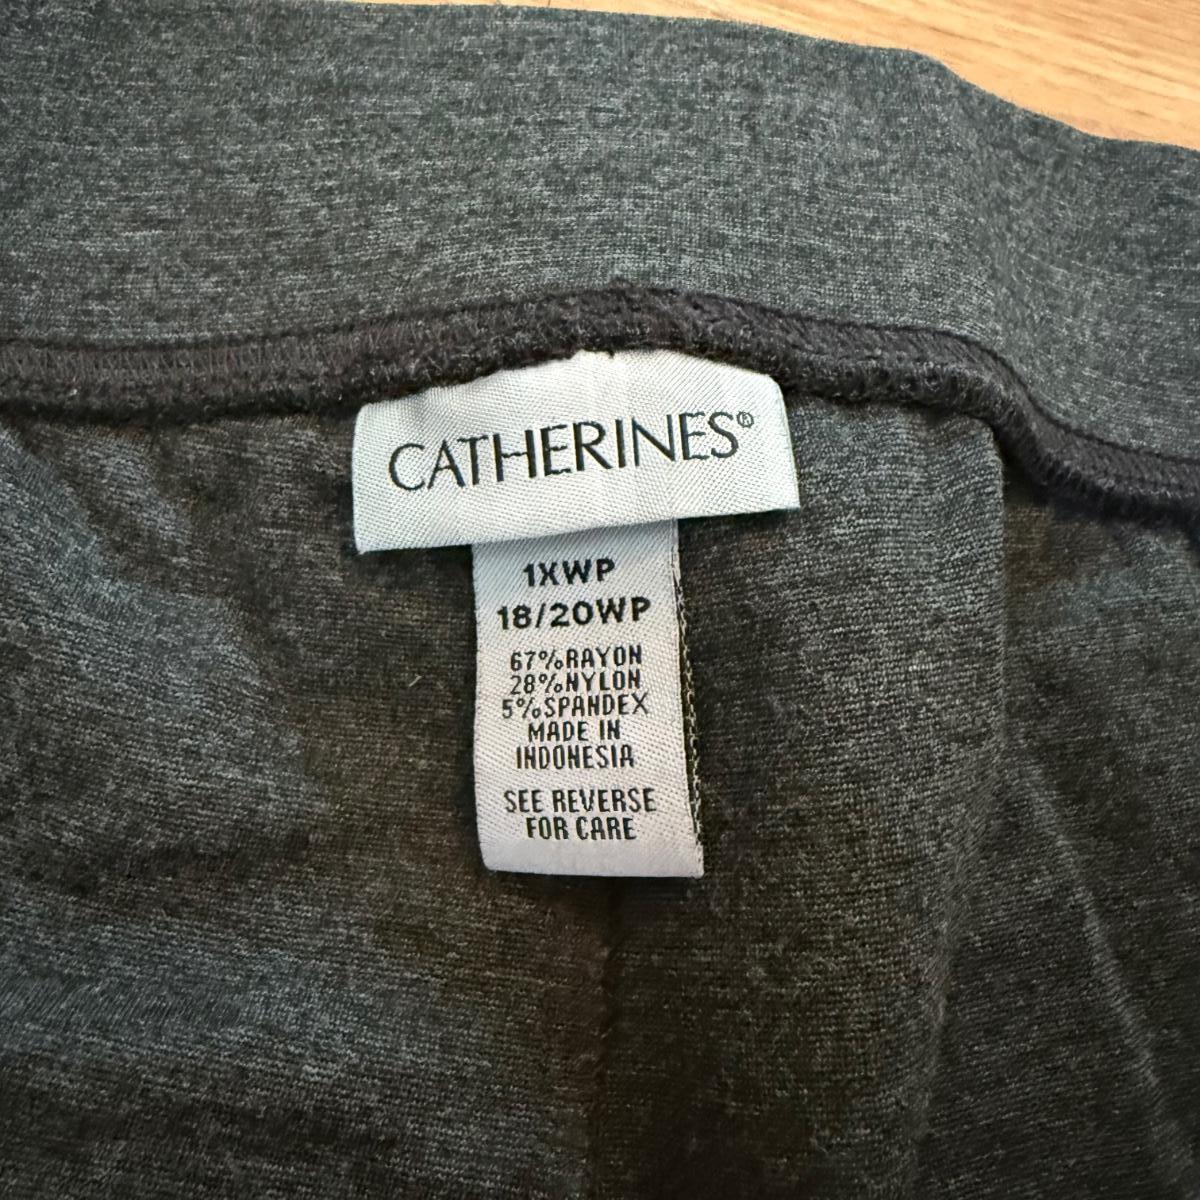 CATHERINES®
1XWP
18/20WP
67%RAYON
28%NYLON
5%SPANDEX
MADE IN
INDONESIA
SEE REVERSE
FOR CARE